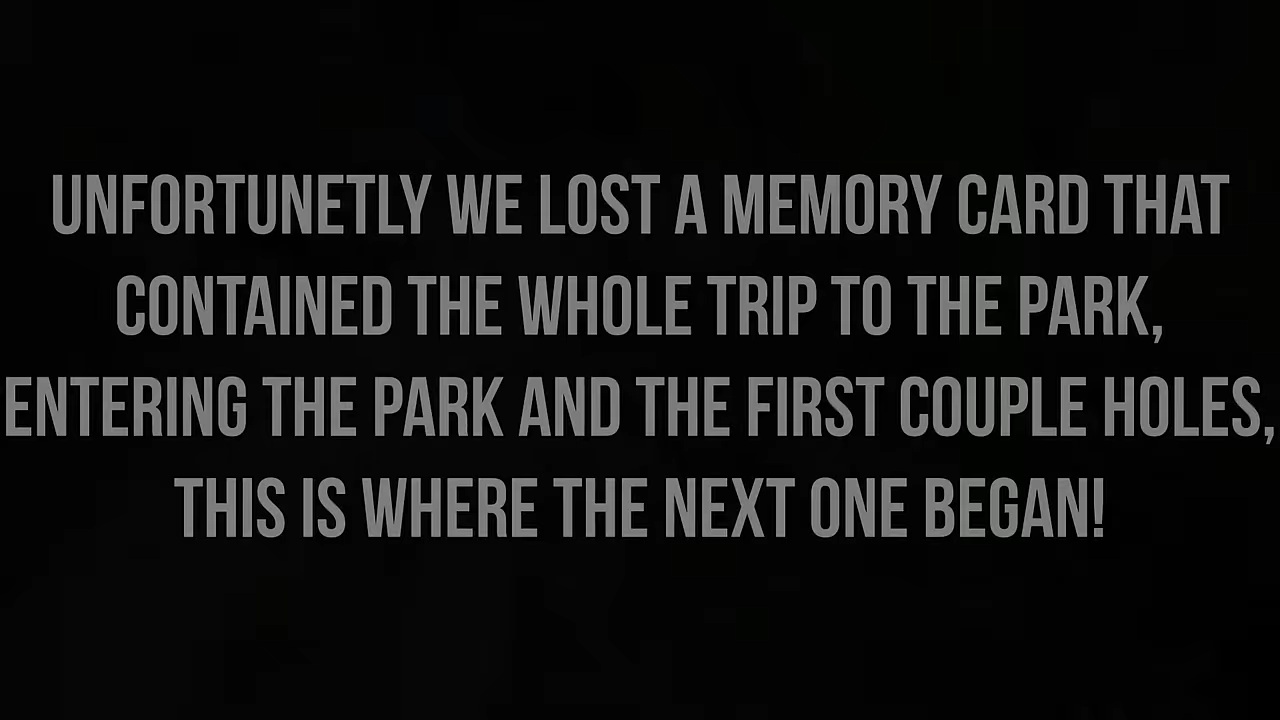 UNFORTUNETLY WE LOST A MEMORY CARD THAT
CONTAINED THE WHOLE TRIP TO THE PARK,
ENTERING THE PARK AND THE FIRST COUPLE HOLES,
THIS IS WHERE THE NEXT ONE BEGAN!